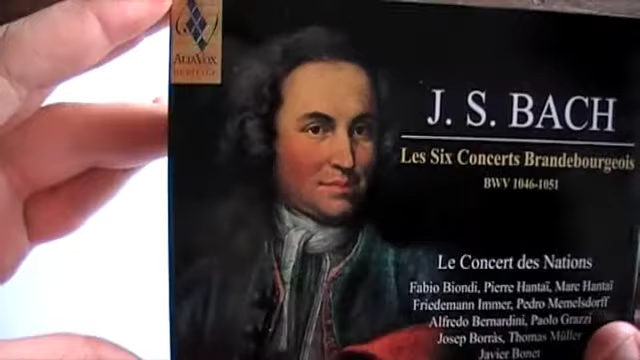 ALIAVOX
HERITAGE
J. S. BACH
Les Six Concerts Brandebourgeois
BWV 1046-1051
Le Concert des Nations
Fabio Biondi, Pierre Hantaï, Marc Hantaï
Friedemann Immer, Pedro Memelsdorff
Alfredo Bernardini, Paolo Grazzi
Josep Borràs, Thomas Müller
Javier Bonet